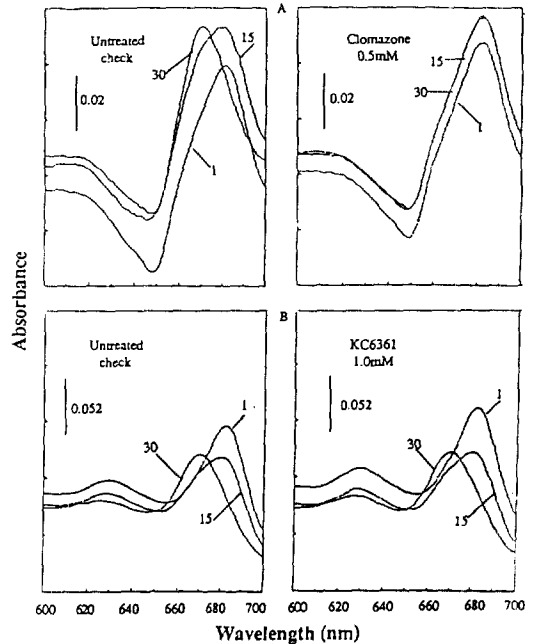 A
Untreated
check
15
30
0.02
1
Clomazone
0.5mM
15
30
0.02
1
Absorbance
B
Untreated
check
0.052
1
30
15
KC6361
1.0mM
0.052
1
30
15
600 620 640 660 680 700
600 620 640 660 680 700
Wavelength (nm)